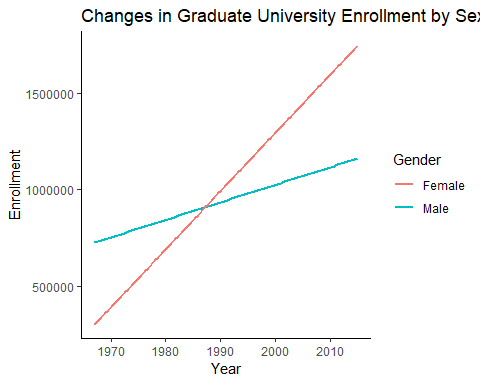 Changes in Graduate University Enrollment by Sex
Enrollment
1500000
1000000
500000
1970
1980
1990
2000
2010
Year
Gender
Female
Male